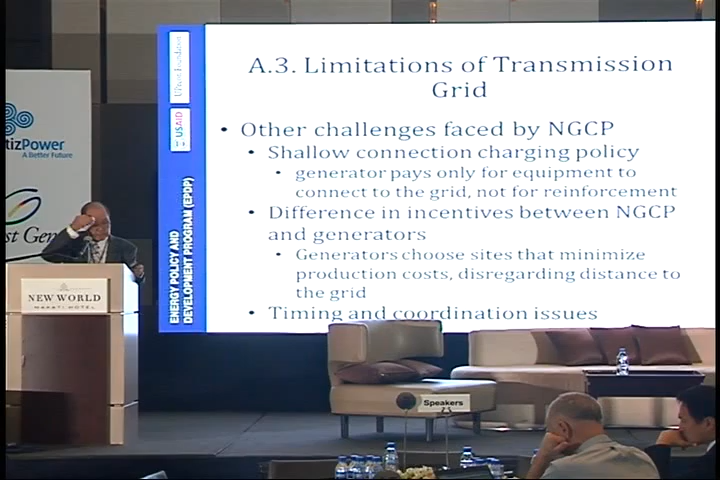 A.3. Limitations of Transmission
Grid
• Other challenges faced by NGCP
• Shallow connection charging policy
• generator pays only for equipment to
connect to the grid, not for reinforcement
• Difference in incentives between NGCP
and generators
• Generators choose sites that minimize
production costs, disregarding distance to
the grid
• Timing and coordination issues
USAID
ENERGY POLICY AND
DEVELOPMENT PROGRAM (EPDP)
tizPower
A Better Future
st Gen
NEW WORLD
MAKATI HOTEL
Speakers